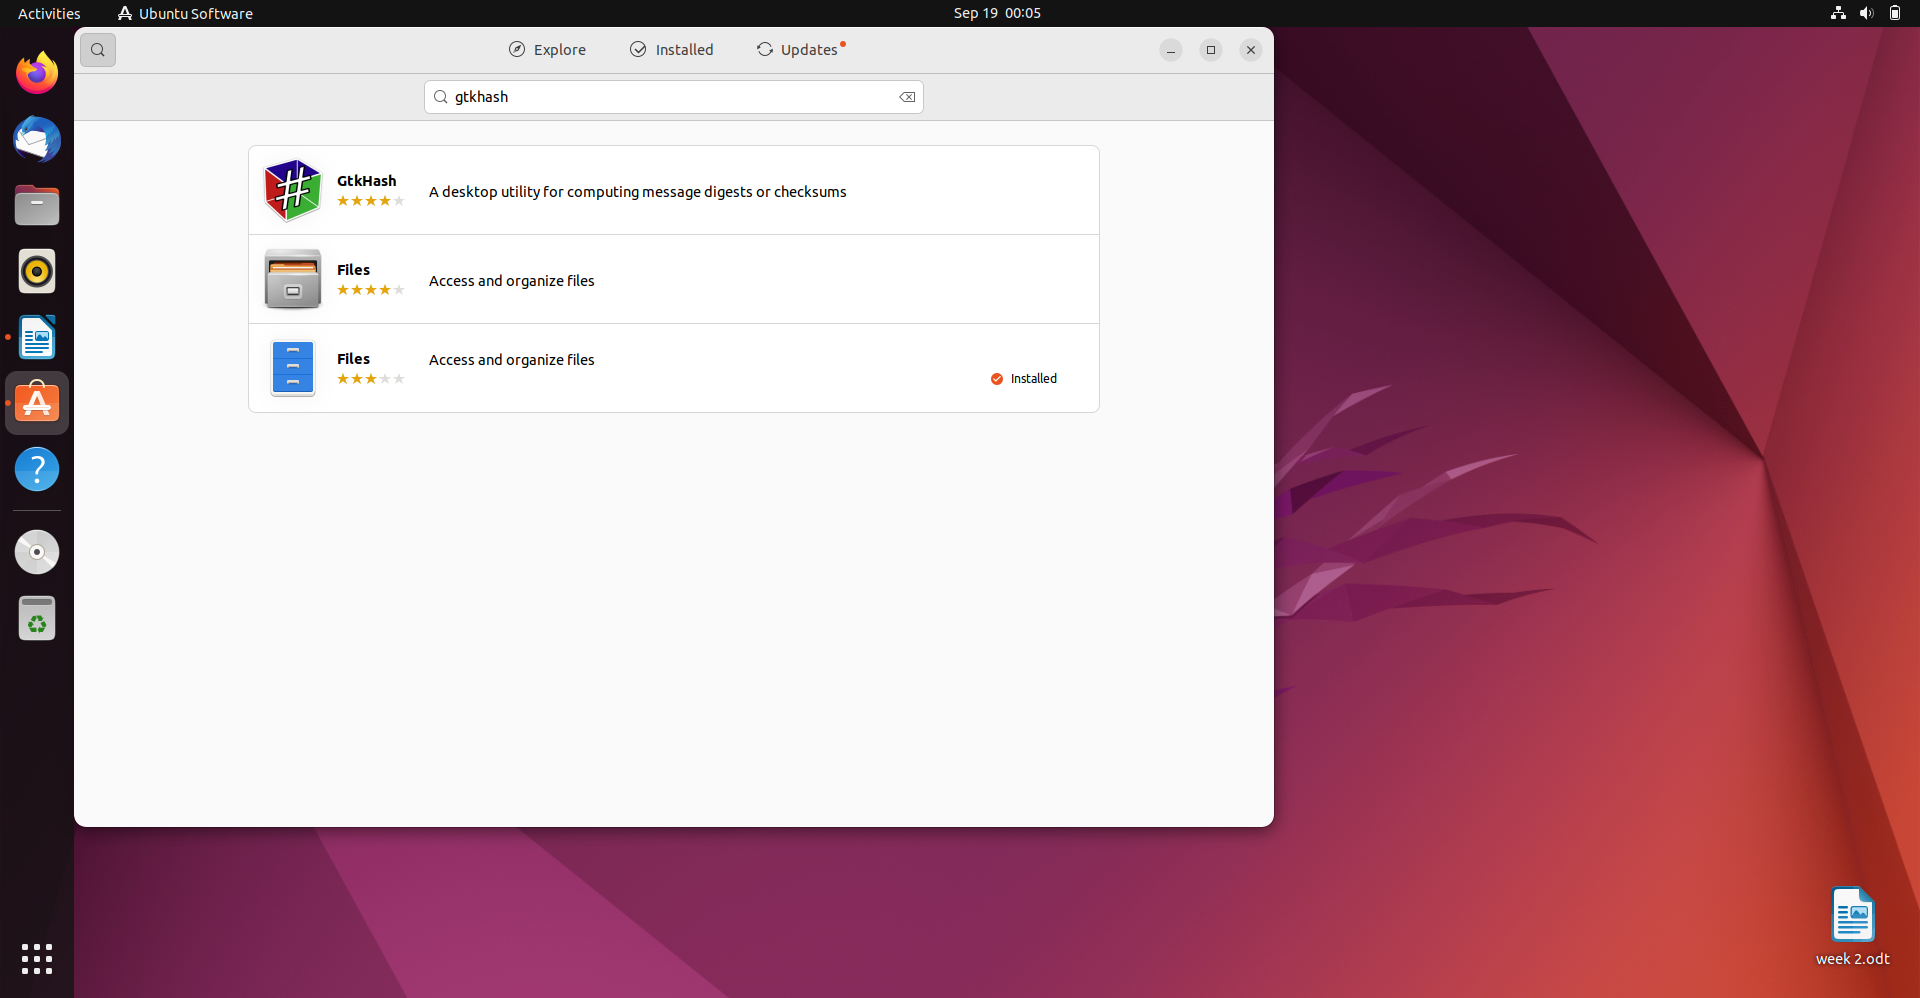 Activities
Ubuntu Software
Sep 19 00:05
Explore
Installed
Updates
gtkhash
GtkHash
A desktop utility for computing message digests or checksums
Files
Access and organize files
Files
Access and organize files
Installed
week 2.odt